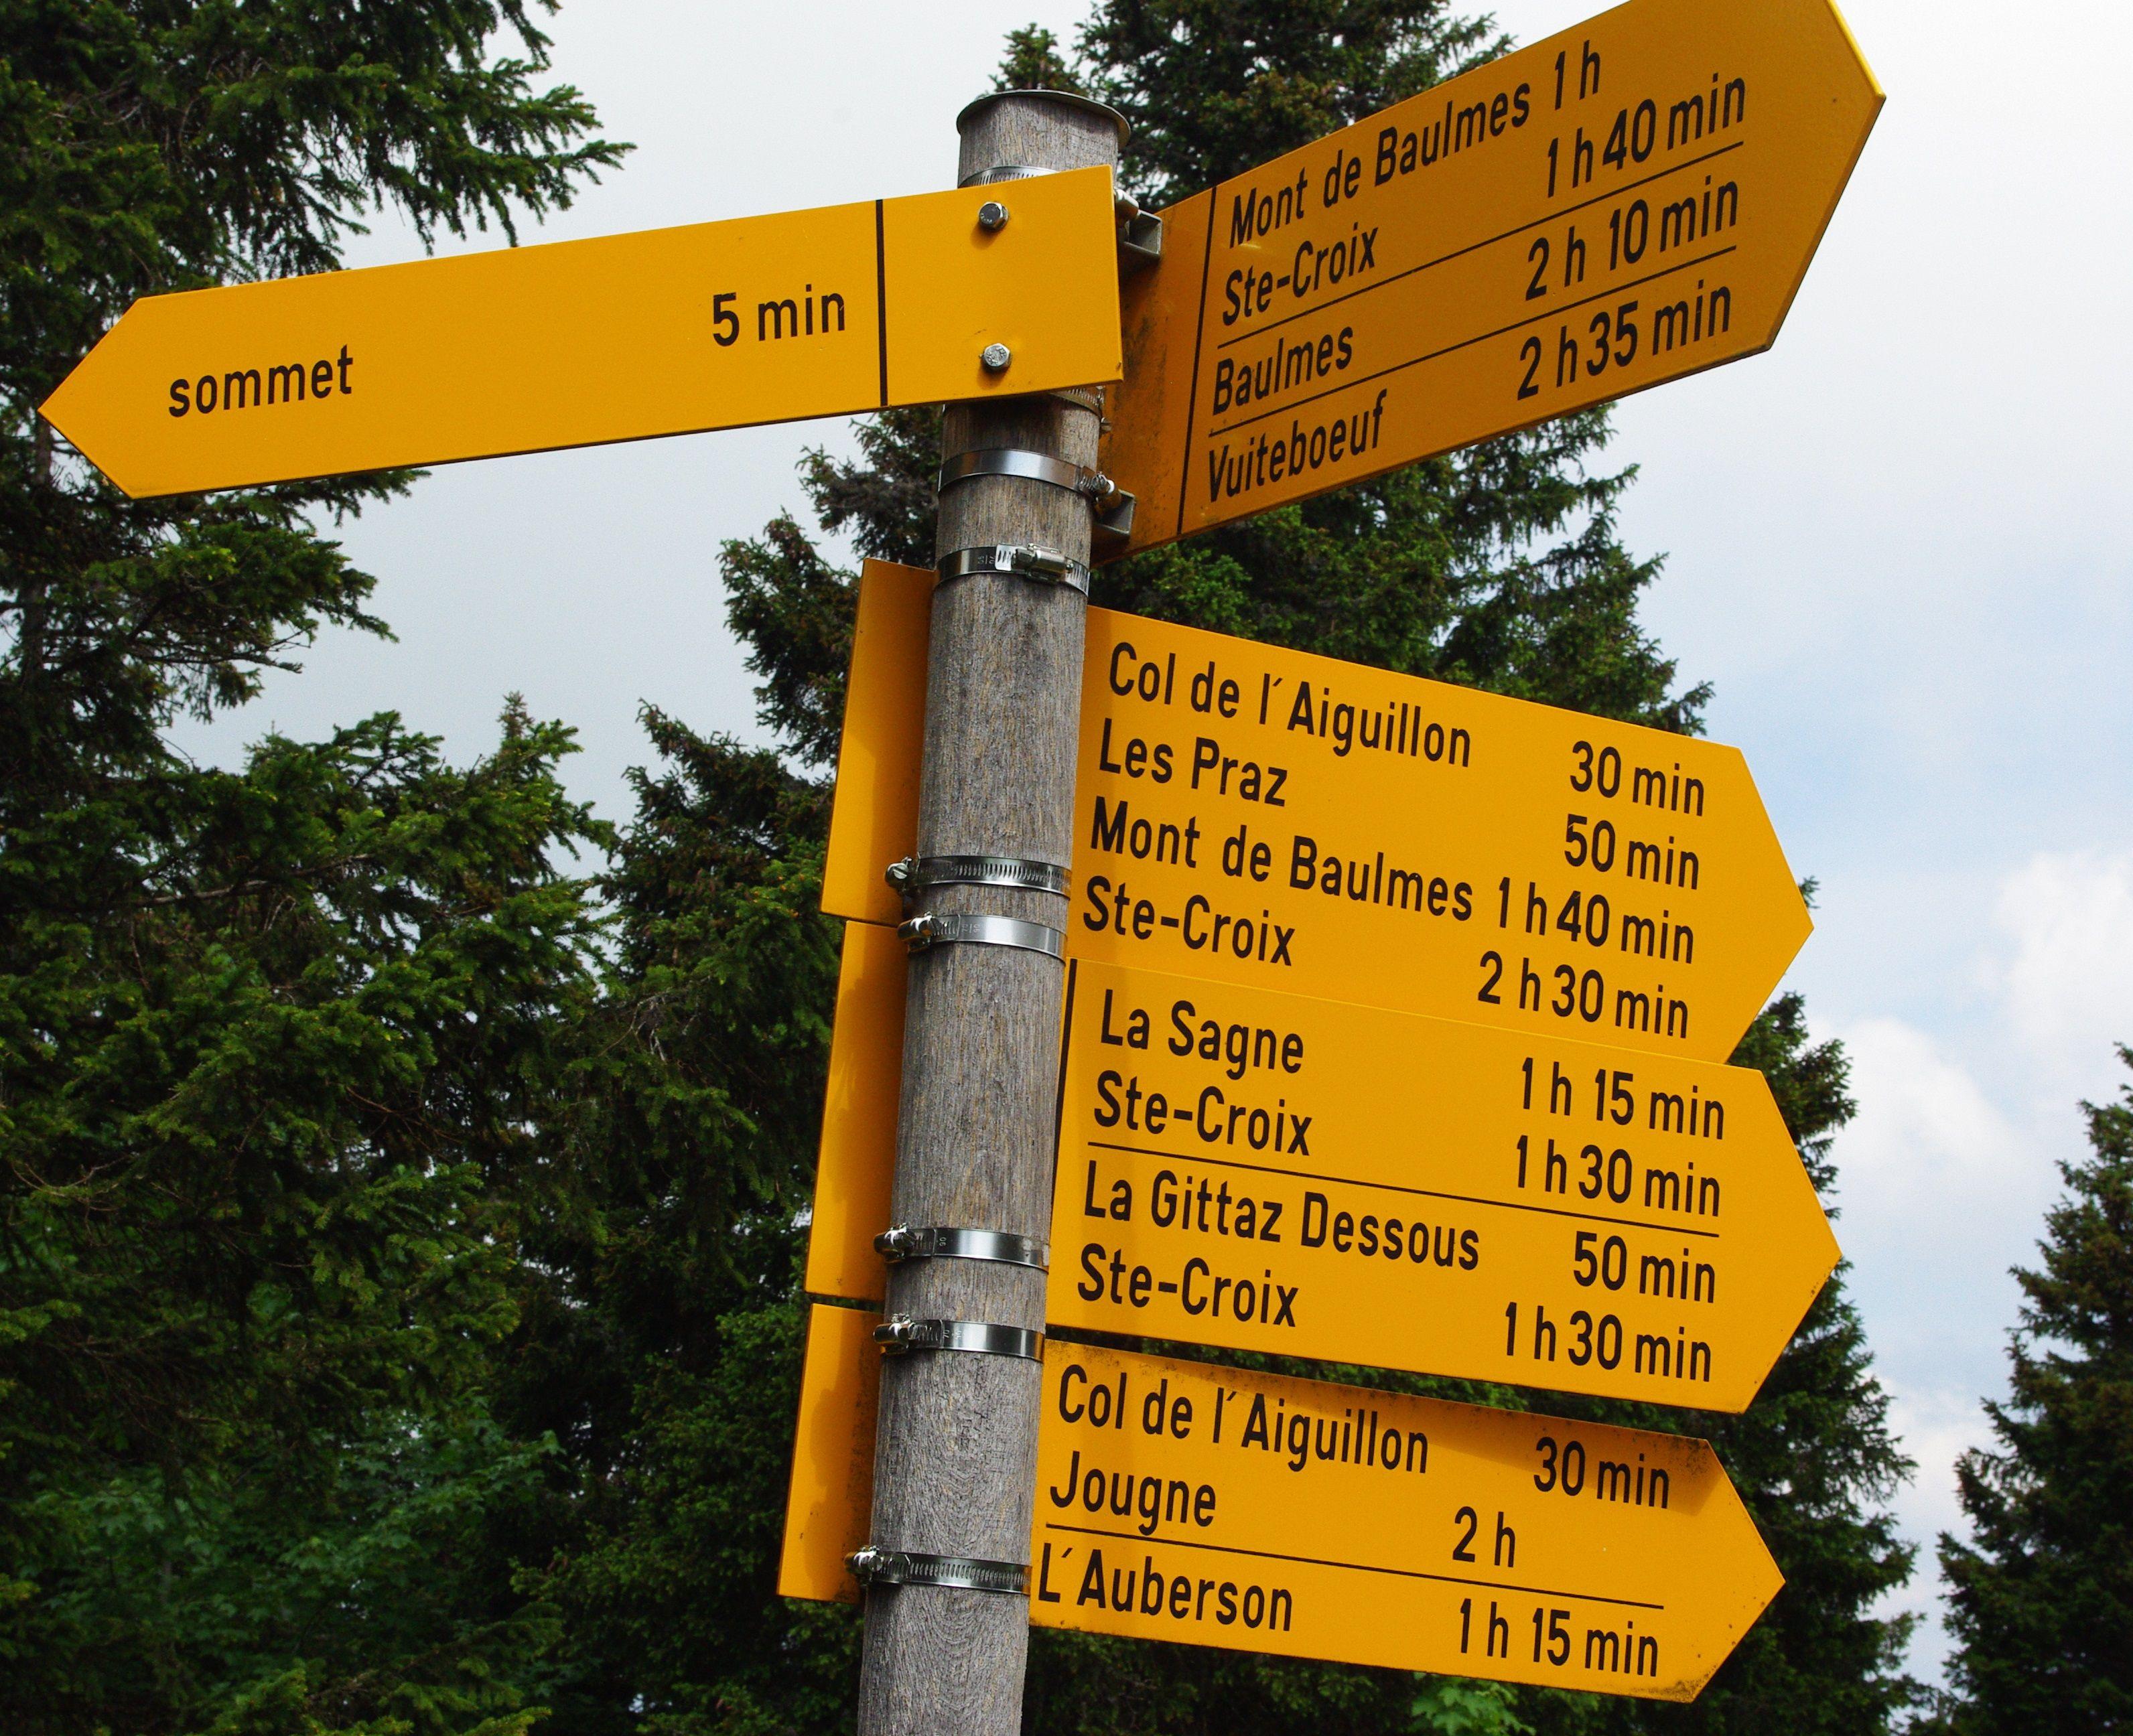 sommet 5 min
Mont de Baulmes 1 h
Ste-Croix 1 h 40 min
Baulmes 2 h 10 min
Vuiteboeuf 2 h 35 min
Col de l´Aiguillon 30 min
Les Praz 50 min
Mont de Baulmes 1 h 40 min
Ste-Croix 2 h 30 min
La Sagne 1 h 15 min
Ste-Croix 1 h 30 min
La Gittaz Dessous 50 min
Ste-Croix 1 h 30 min
Col de l´Aiguillon 30 min
Jougne 2 h
L´Auberson 1 h 15 min